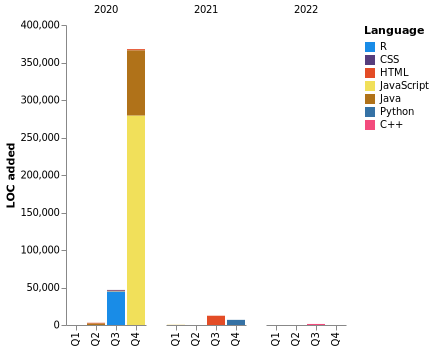 2020 2021 2022
Language
R
CSS
HTML
JavaScript
Java
Python
C++
LOC added
400,000
350,000
300,000
250,000
200,000
150,000
100,000
50,000
0
Q1 Q2 Q3 Q4 Q1 Q2 Q3 Q4 Q1 Q2 Q3 Q4